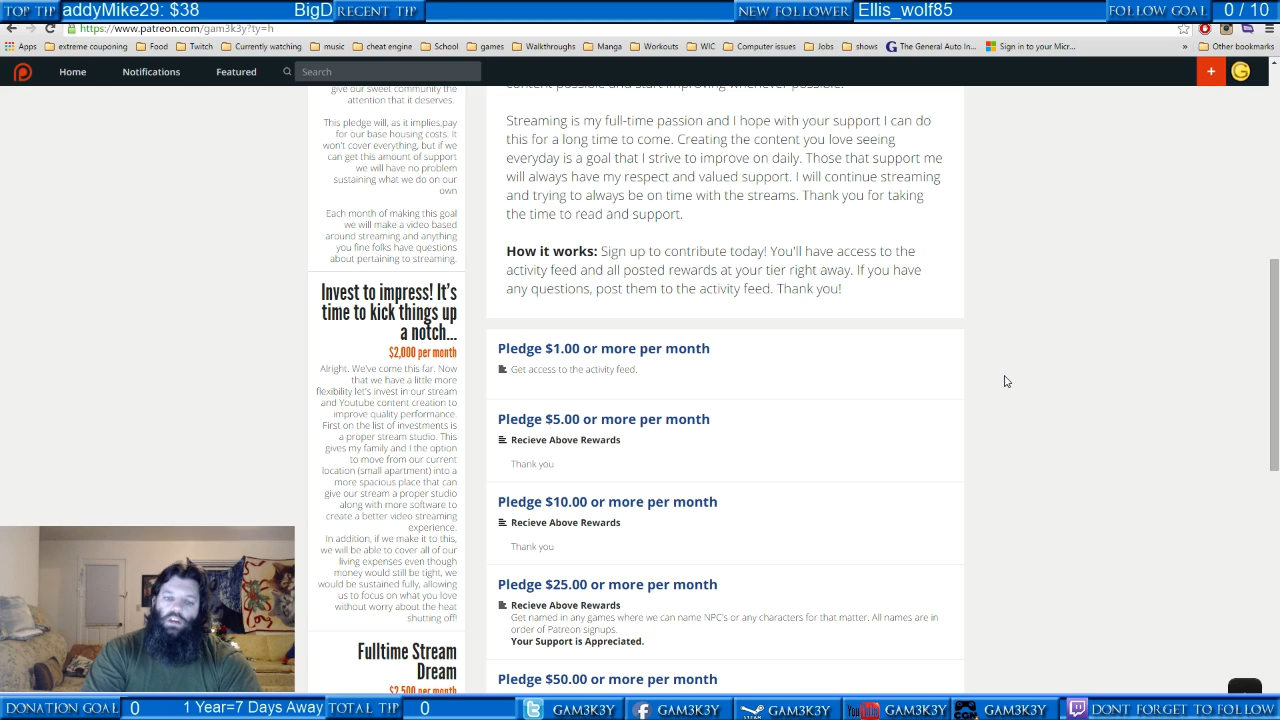 TOP TIP
addyMike29: $38
BigD
RECENT TIP
NEW FOLLOWER
Ellis_wolf85
FOLLOW GOAL
0 / 10
https://www.patreon.com/gam3k3y?ty=h
Apps
extreme couponing
Food
Twitch
Currently watching
music
cheat engine
School
games
Walkthroughs
Manga
Workouts
WIC
Computer issues
Jobs
shows
The General Auto In...
Sign in to your Micr...
»
Other bookmarks
Home
Notifications
Featured
Search
give our sweet community the
attention that it deserves.
This pledge will, as it implies,pay
for our base housing costs. It
won't cover everything, but if we
can get this amount of support
we will have no problem
sustaining what we do on our
own
Each month of making this goal
we will make a video based
around streaming and anything
you fine folks have questions
about pertaining to streaming.
Invest to impress! It's
time to kick things up
a notch...
$2,000 per month
Alright. We've come this far. Now
that we have a little more
flexibility let's invest in our stream
and Youtube content creation to
improve quality performance.
First on the list of investments is
a proper stream studio. This
gives my family and I the option
to move from our current
location (small apartment) into a
more spacious place that can
give our stream a proper studio
along with more software to
create a better video streaming
experience.
In addition, if we make it to this,
we will be able to cover all of our
living expenses even though
money would still be tight, we
would be sustained fully, allowing
us to focus on what you love
without worry about the heat
shutting off!
Fulltime Stream
Dream
$2,500 per month
content possible and start improving whenever possible.
Streaming is my full-time passion and I hope with your support I can do
this for a long time to come. Creating the content you love seeing
everyday is a goal that I strive to improve on daily. Those that support me
will always have my respect and valued support. I will continue streaming
and trying to always be on time with the streams. Thank you for taking
the time to read and support.
How it works: Sign up to contribute today! You'll have access to the
activity feed and all posted rewards at your tier right away. If you have
any questions, post them to the activity feed. Thank you!
Pledge $1.00 or more per month
Get access to the activity feed.
Pledge $5.00 or more per month
Recieve Above Rewards
Thank you
Pledge $10.00 or more per month
Recieve Above Rewards
Thank you
Pledge $25.00 or more per month
Recieve Above Rewards
Get named in any games where we can name NPC's or any characters for that matter. All names are in
order of Patreon signups.
Your Support is Appreciated.
Pledge $50.00 or more per month
DONATION GOAL
0
1 Year=7 Days Away
TOTAL TIP
0
GAM3K3Y
GAM3K3Y
STEAM
GAM3K3Y
YouTube
GAM3K3Y
GAM3K3Y
DONT FORGET TO FOLLOW